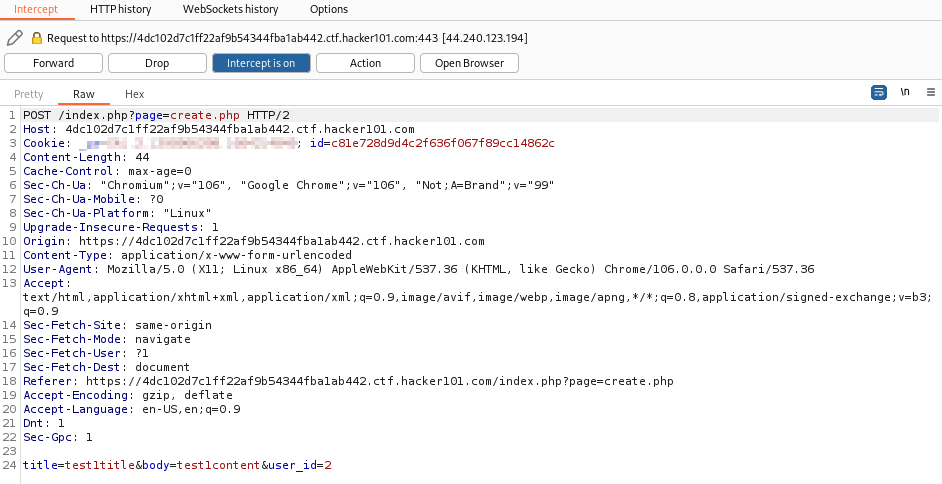 Intercept HTTP history WebSockets history Options
Request to https://4dc102d7c1ff22af9b54344fba1ab442.ctf.hacker101.com:443 [44.240.123.194]
Forward Drop Intercept is on Action Open Browser
Pretty Raw Hex \n
1 POST /index.php?page=create.php HTTP/2
2 Host: 4dc102d7c1ff22af9b54344fba1ab442.ctf.hacker101.com
3 Cookie: ; id=c81e728d9d4c2f636f067f89cc14862c
4 Content-Length: 44
5 Cache-Control: max-age=0
6 Sec-Ch-Ua: "Chromium";v="106", "Google Chrome";v="106", "Not;A=Brand";v="99"
7 Sec-Ch-Ua-Mobile: ?0
8 Sec-Ch-Ua-Platform: "Linux"
9 Upgrade-Insecure-Requests: 1
10 Origin: https://4dc102d7c1ff22af9b54344fba1ab442.ctf.hacker101.com
11 Content-Type: application/x-www-form-urlencoded
12 User-Agent: Mozilla/5.0 (X11; Linux x86_64) AppleWebKit/537.36 (KHTML, like Gecko) Chrome/106.0.0.0 Safari/537.36
13 Accept:
text/html,application/xhtml+xml,application/xml;q=0.9,image/avif,image/webp,image/apng,*/*;q=0.8,application/signed-exchange;v=b3;
q=0.9
14 Sec-Fetch-Site: same-origin
15 Sec-Fetch-Mode: navigate
16 Sec-Fetch-User: ?1
17 Sec-Fetch-Dest: document
18 Referer: https://4dc102d7c1ff22af9b54344fba1ab442.ctf.hacker101.com/index.php?page=create.php
19 Accept-Encoding: gzip, deflate
20 Accept-Language: en-US,en;q=0.9
21 Dnt: 1
22 Sec-Gpc: 1
23
24 title=test1title&body=test1content&user_id=2